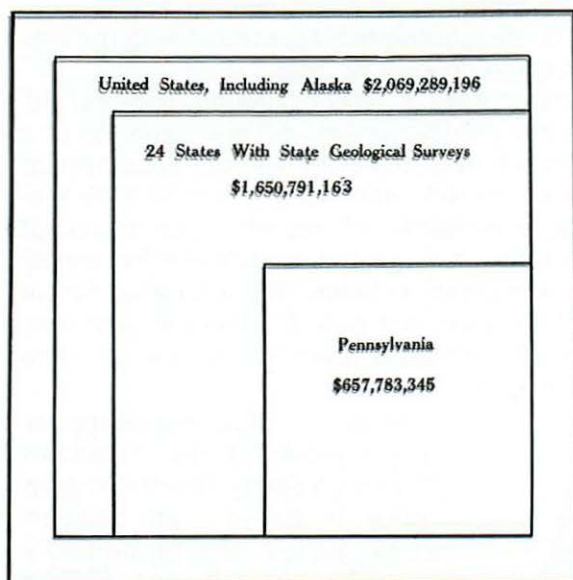 United States, Including Alaska $2,069,289,196
24 States With State Geological Surveys
$1,650,791,163
Pennsylvania
$657,783,345